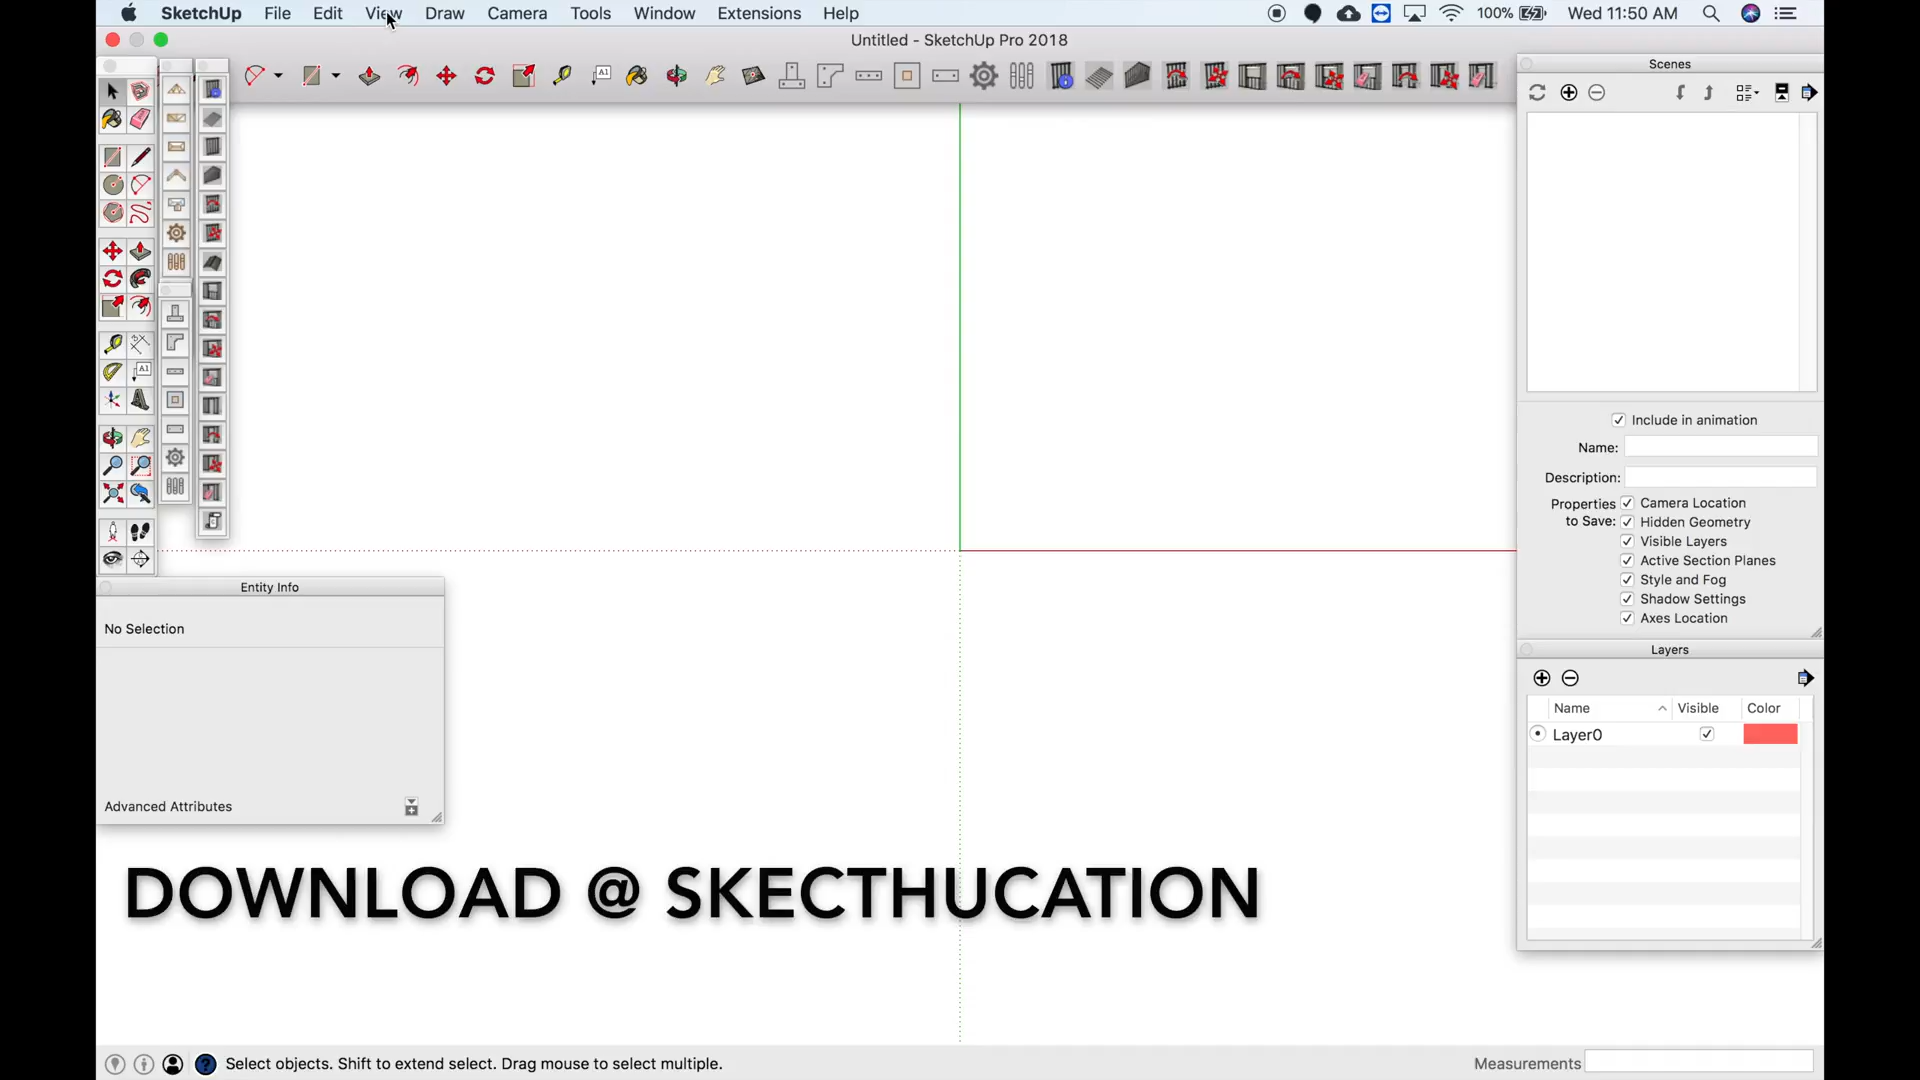 SketchUp File Edit View Draw Camera Tools Window Extensions Help 100% Wed 11:50 AM
Untitled - SketchUp Pro 2018
A1
Scenes
Include in animation
Name:
Description:
Properties to Save:
Camera Location
Hidden Geometry
Visible Layers
Active Section Planes
Style and Fog
Shadow Settings
Axes Location
A1
Entity Info
No Selection
Advanced Attributes
Layers
Name Visible Color
Layer0
DOWNLOAD @ SKECTHUCATION
Select objects. Shift to extend select. Drag mouse to select multiple.
Measurements